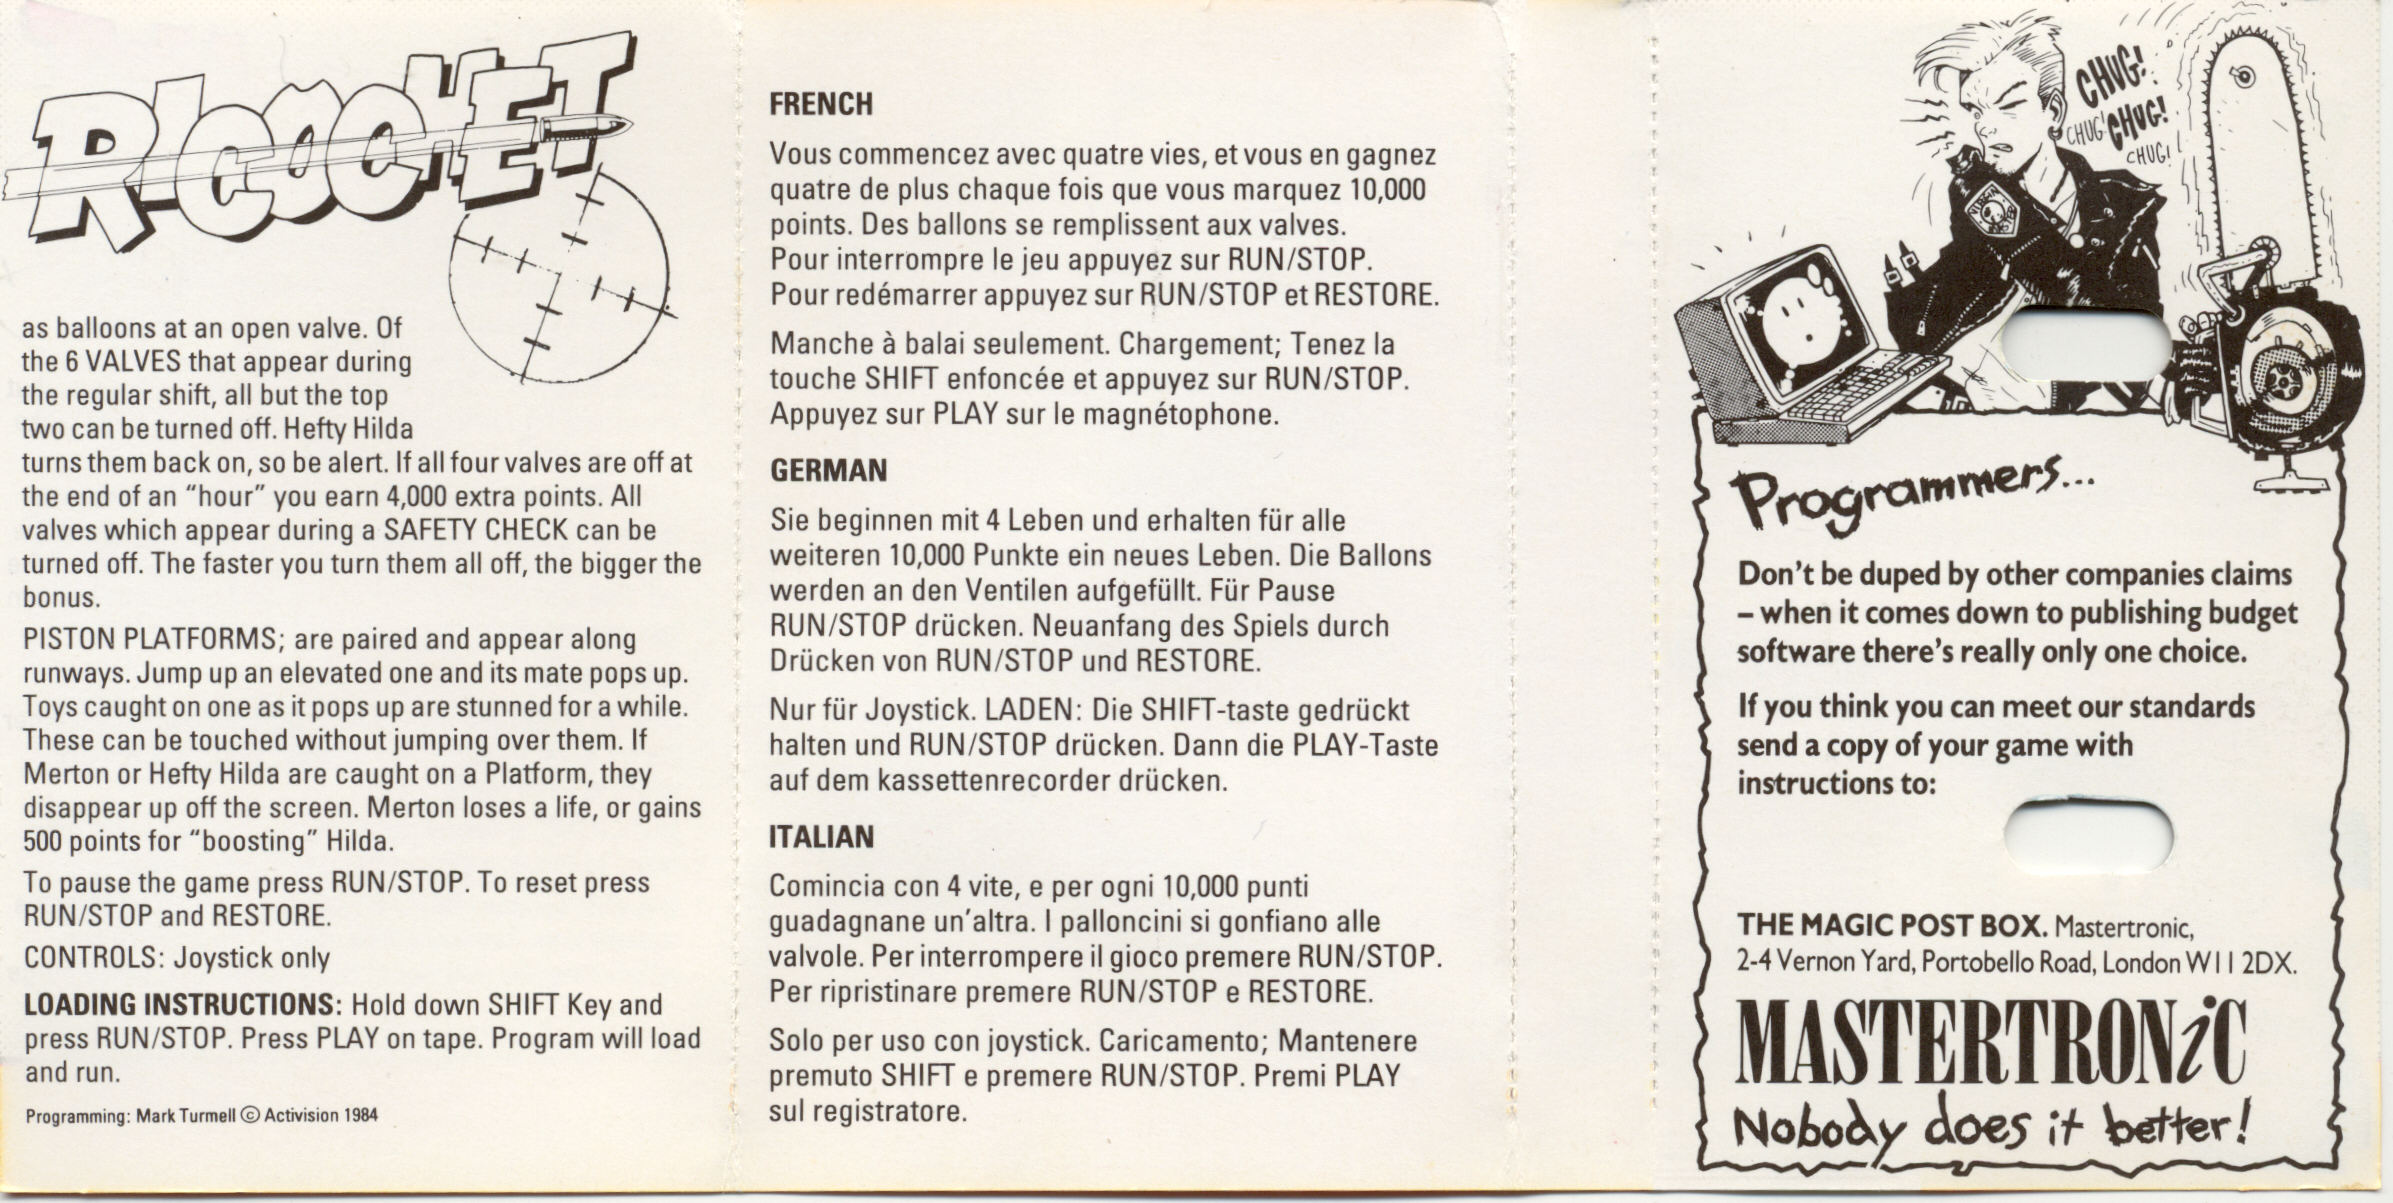 RICOCHET
as balloons at an open valve. Of
the 6 VALVES that appear during
the regular shift, all but the top
two can be turned off. Hefty Hilda
turns them back on, so be alert. If all four valves are off at
the end of an “hour” you earn 4,000 extra points. All
valves which appear during a SAFETY CHECK can be
turned off. The faster you turn them all off, the bigger the
bonus.
PISTON PLATFORMS; are paired and appear along
runways. Jump up an elevated one and its mate pops up.
Toys caught on one as it pops up are stunned for a while.
These can be touched without jumping over them. If
Merton or Hefty Hilda are caught on a Platform, they
disappear up off the screen. Merton loses a life, or gains
500 points for “boosting” Hilda.
To pause the game press RUN/STOP. To reset press
RUN/STOP and RESTORE.
CONTROLS: Joystick only
LOADING INSTRUCTIONS: Hold down SHIFT Key and
press RUN/STOP. Press PLAY on tape. Program will load
and run.
Programming: Mark Turmell © Activision 1984
FRENCH
Vous commencez avec quatre vies, et vous en gagnez
quatre de plus chaque fois que vous marquez 10,000
points. Des ballons se remplissent aux valves.
Pour interrompre le jeu appuyez sur RUN/STOP.
Pour redémarrer appuyez sur RUN/STOP et RESTORE.
Manche à balai seulement. Chargement; Tenez la
touche SHIFT enfoncée et appuyez sur RUN/STOP.
Appuyez sur PLAY sur le magnétophone.
GERMAN
Sie beginnen mit 4 Leben und erhalten für alle
weiteren 10,000 Punkte ein neues Leben. Die Ballons
werden an den Ventilen aufgefüllt. Für Pause
RUN/STOP drücken. Neuanfang des Spiels durch
Drücken von RUN/STOP und RESTORE.
Nur für Joystick. LADEN: Die SHIFT-taste gedrückt
halten und RUN/STOP drücken. Dann die PLAY-Taste
auf dem kassettenrecorder drücken.
ITALIAN
Comincia con 4 vite, e per ogni 10,000 punti
guadagnane un’altra. I palloncini si gonfiano alle
valvole. Per interrompere il gioco premere RUN/STOP.
Per ripristinare premere RUN/STOP e RESTORE.
Solo per uso con joystick. Caricamento; Mantenere
premuto SHIFT e premere RUN/STOP. Premi PLAY
sul registratore.
CHUG!
CHUG! CHUG!
CHUG!
Programmers...
Don’t be duped by other companies claims
– when it comes down to publishing budget
software there’s really only one choice.
If you think you can meet our standards
send a copy of your game with
instructions to:
THE MAGIC POST BOX. Mastertronic,
2-4 Vernon Yard, Portobello Road, London W11 2DX.
MASTERTRONiC
Nobody does it better!